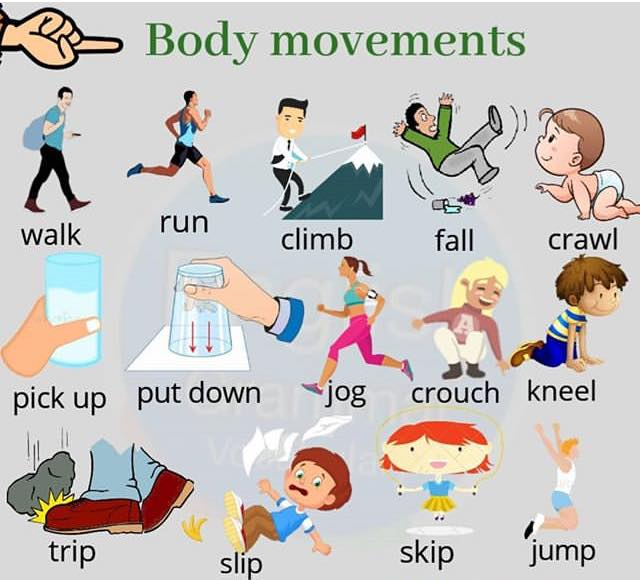 Body movements
walk run climb fall crawl
pick up put down jog crouch kneel
trip slip skip jump
A